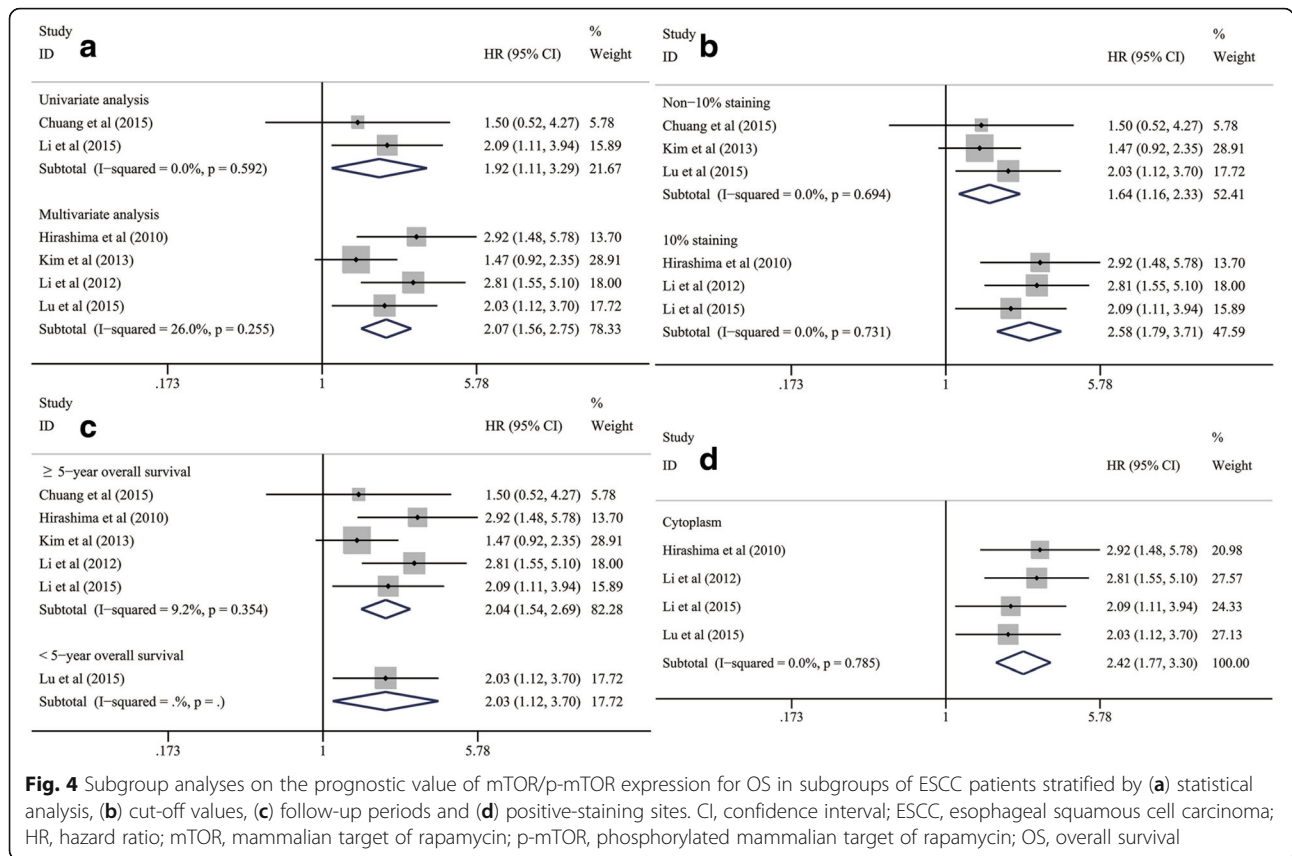 Study %
ID a HR (95% CI) Weight
Univariate analysis
Chuang et al (2015) 1.50 (0.52, 4.27) 5.78
Li et al (2015) 2.09 (1.11, 3.94) 15.89
Subtotal (I−squared = 0.0%, p = 0.592) 1.92 (1.11, 3.29) 21.67
Multivariate analysis
Hirashima et al (2010) 2.92 (1.48, 5.78) 13.70
Kim et al (2013) 1.47 (0.92, 2.35) 28.91
Li et al (2012) 2.81 (1.55, 5.10) 18.00
Lu et al (2015) 2.03 (1.12, 3.70) 17.72
Subtotal (I−squared = 26.0%, p = 0.255) 2.07 (1.56, 2.75) 78.33
.173 1 5.78
Study %
ID b HR (95% CI) Weight
Non−10% staining
Chuang et al (2015) 1.50 (0.52, 4.27) 5.78
Kim et al (2013) 1.47 (0.92, 2.35) 28.91
Lu et al (2015) 2.03 (1.12, 3.70) 17.72
Subtotal (I−squared = 0.0%, p = 0.694) 1.64 (1.16, 2.33) 52.41
10% staining
Hirashima et al (2010) 2.92 (1.48, 5.78) 13.70
Li et al (2012) 2.81 (1.55, 5.10) 18.00
Li et al (2015) 2.09 (1.11, 3.94) 15.89
Subtotal (I−squared = 0.0%, p = 0.731) 2.58 (1.79, 3.71) 47.59
.173 1 5.78
Study %
ID c HR (95% CI) Weight
≥ 5−year overall survival
Chuang et al (2015) 1.50 (0.52, 4.27) 5.78
Hirashima et al (2010) 2.92 (1.48, 5.78) 13.70
Kim et al (2013) 1.47 (0.92, 2.35) 28.91
Li et al (2012) 2.81 (1.55, 5.10) 18.00
Li et al (2015) 2.09 (1.11, 3.94) 15.89
Subtotal (I−squared = 9.2%, p = 0.354) 2.04 (1.54, 2.69) 82.28
< 5−year overall survival
Lu et al (2015) 2.03 (1.12, 3.70) 17.72
Subtotal (I−squared = .%, p = .) 2.03 (1.12, 3.70) 17.72
.173 1 5.78
Study %
ID d HR (95% CI) Weight
Cytoplasm
Hirashima et al (2010) 2.92 (1.48, 5.78) 20.98
Li et al (2012) 2.81 (1.55, 5.10) 27.57
Li et al (2015) 2.09 (1.11, 3.94) 24.33
Lu et al (2015) 2.03 (1.12, 3.70) 27.13
Subtotal (I−squared = 0.0%, p = 0.785) 2.42 (1.77, 3.30) 100.00
.173 1 5.78
Fig. 4 Subgroup analyses on the prognostic value of mTOR/p-mTOR expression for OS in subgroups of ESCC patients stratified by (a) statistical
analysis, (b) cut-off values, (c) follow-up periods and (d) positive-staining sites. CI, confidence interval; ESCC, esophageal squamous cell carcinoma;
HR, hazard ratio; mTOR, mammalian target of rapamycin; p-mTOR, phosphorylated mammalian target of rapamycin; OS, overall survival